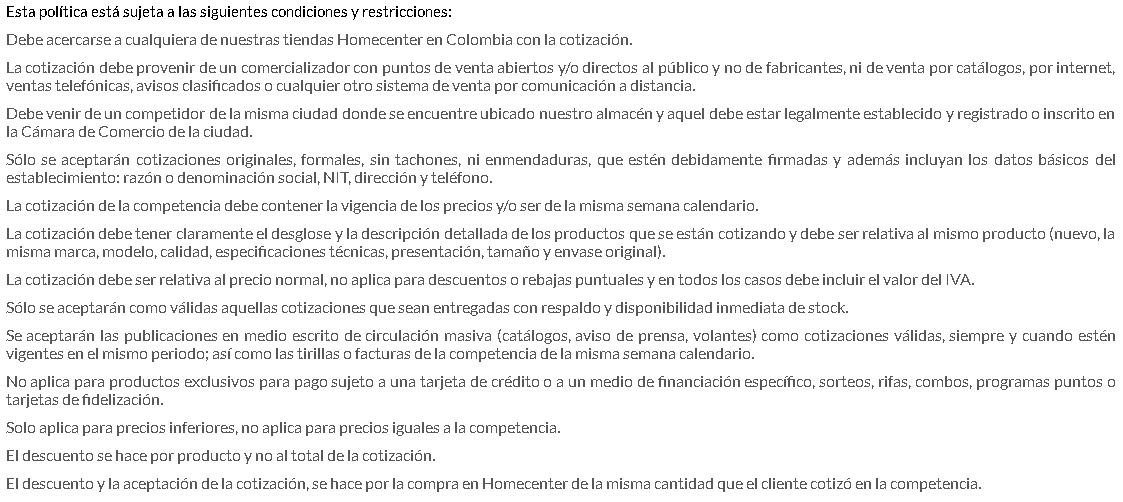 Esta política está sujeta a las siguientes condiciones y restricciones:
Debe acercarse a cualquiera de nuestras tiendas Homecenter en Colombia con la cotización.
La cotización debe provenir de un comercializador con puntos de venta abiertos y/o directos al público y no de fabricantes, ni de venta por catálogos, por internet,
ventas telefónicas, avisos clasificados o cualquier otro sistema de venta por comunicación a distancia.
Debe venir de un competidor de la misma ciudad donde se encuentre ubicado nuestro almacén y aquel debe estar legalmente establecido y registrado o inscrito en
la Cámara de Comercio de la ciudad.
Sólo se aceptarán cotizaciones originales, formales, sin tachones, ni enmendaduras, que estén debidamente firmadas y además incluyan los datos básicos del
establecimiento: razón o denominación social, NIT, dirección y teléfono.
La cotización de la competencia debe contener la vigencia de los precios y/o ser de la misma semana calendario.
La cotización debe tener claramente el desglose y la descripción detallada de los productos que se están cotizando y debe ser relativa al mismo producto (nuevo, la
misma marca, modelo, calidad, especificaciones técnicas, presentación, tamaño y envase original).
La cotización debe ser relativa al precio normal, no aplica para descuentos o rebajas puntuales y en todos los casos debe incluir el valor del IVA.
Sólo se aceptarán como válidas aquellas cotizaciones que sean entregadas con respaldo y disponibilidad inmediata de stock.
Se aceptarán las publicaciones en medio escrito de circulación masiva (catálogos, aviso de prensa, volantes) como cotizaciones válidas, siempre y cuando estén
vigentes en el mismo periodo; así como las tirillas o facturas de la competencia de la misma semana calendario.
No aplica para productos exclusivos para pago sujeto a una tarjeta de crédito o a un medio de financiación específico, sorteos, rifas, combos, programas puntos o
tarjetas de fidelización.
Solo aplica para precios inferiores, no aplica para precios iguales a la competencia.
El descuento se hace por producto y no al total de la cotización.
El descuento y la aceptación de la cotización, se hace por la compra en Homecenter de la misma cantidad que el cliente cotizó en la competencia.